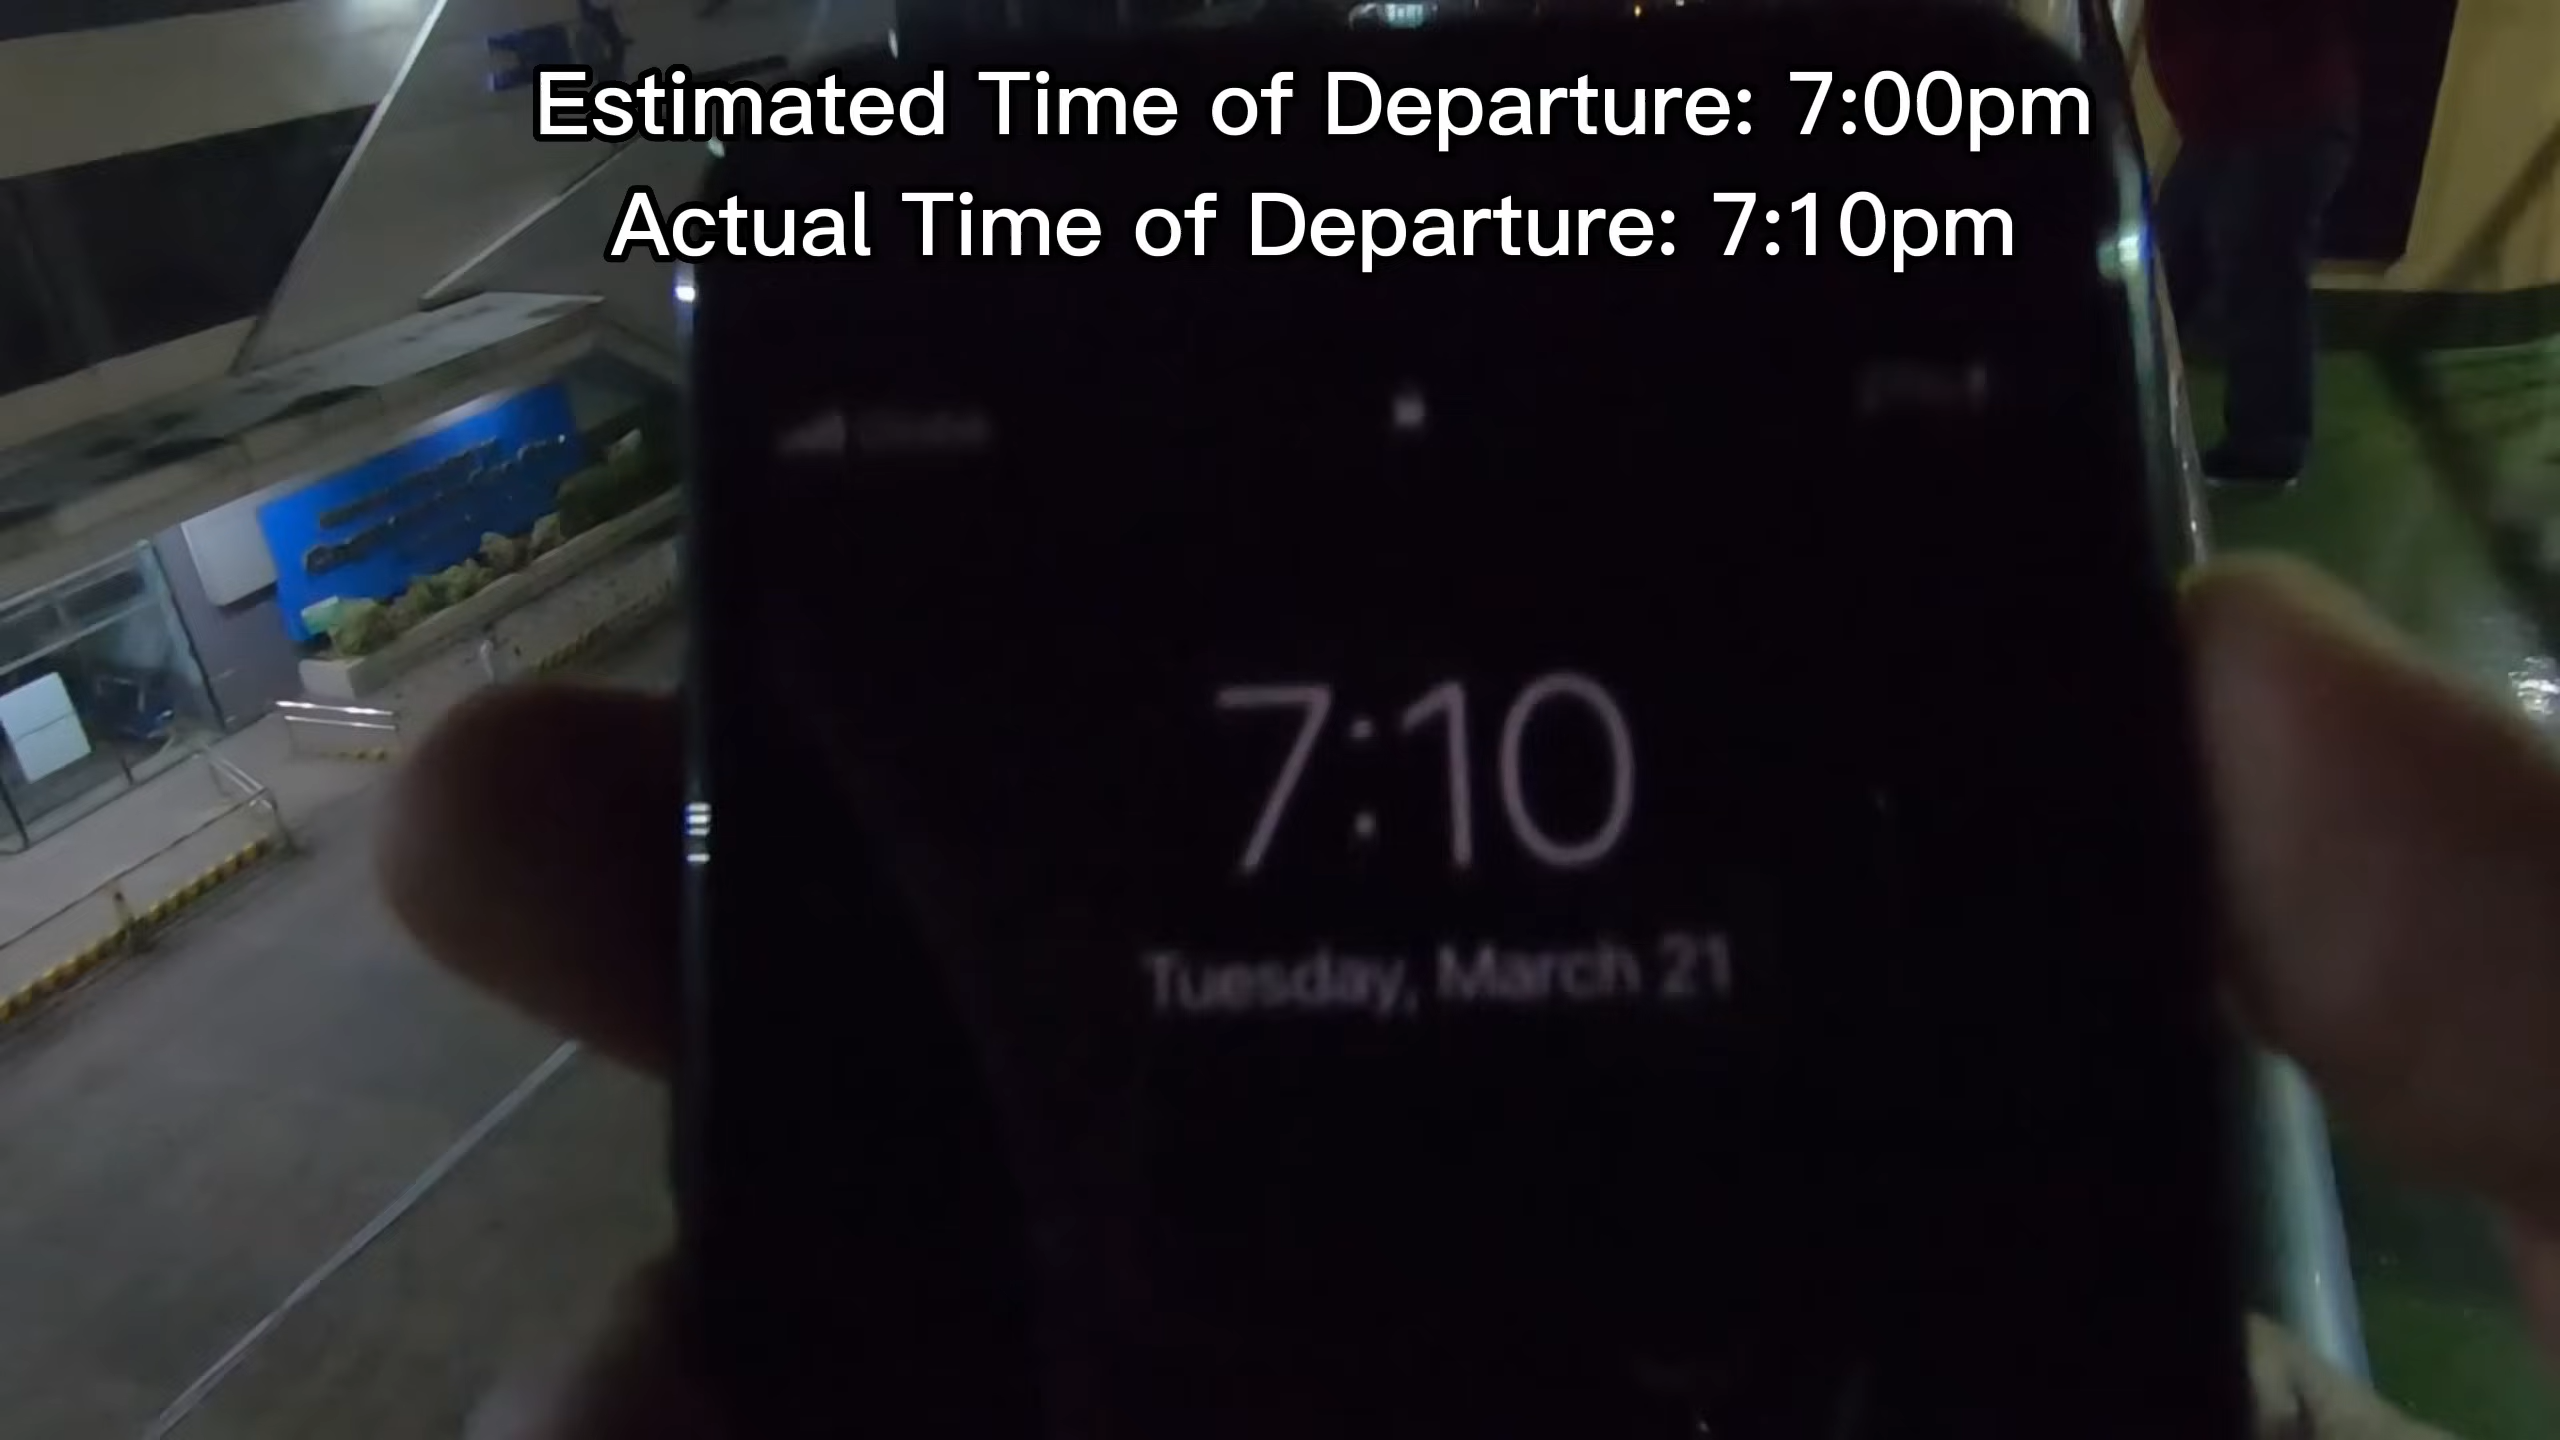 Estimated Time of Departure: 7:00pm
Actual Time of Departure: 7:10pm
7:10
Tuesday, March 21